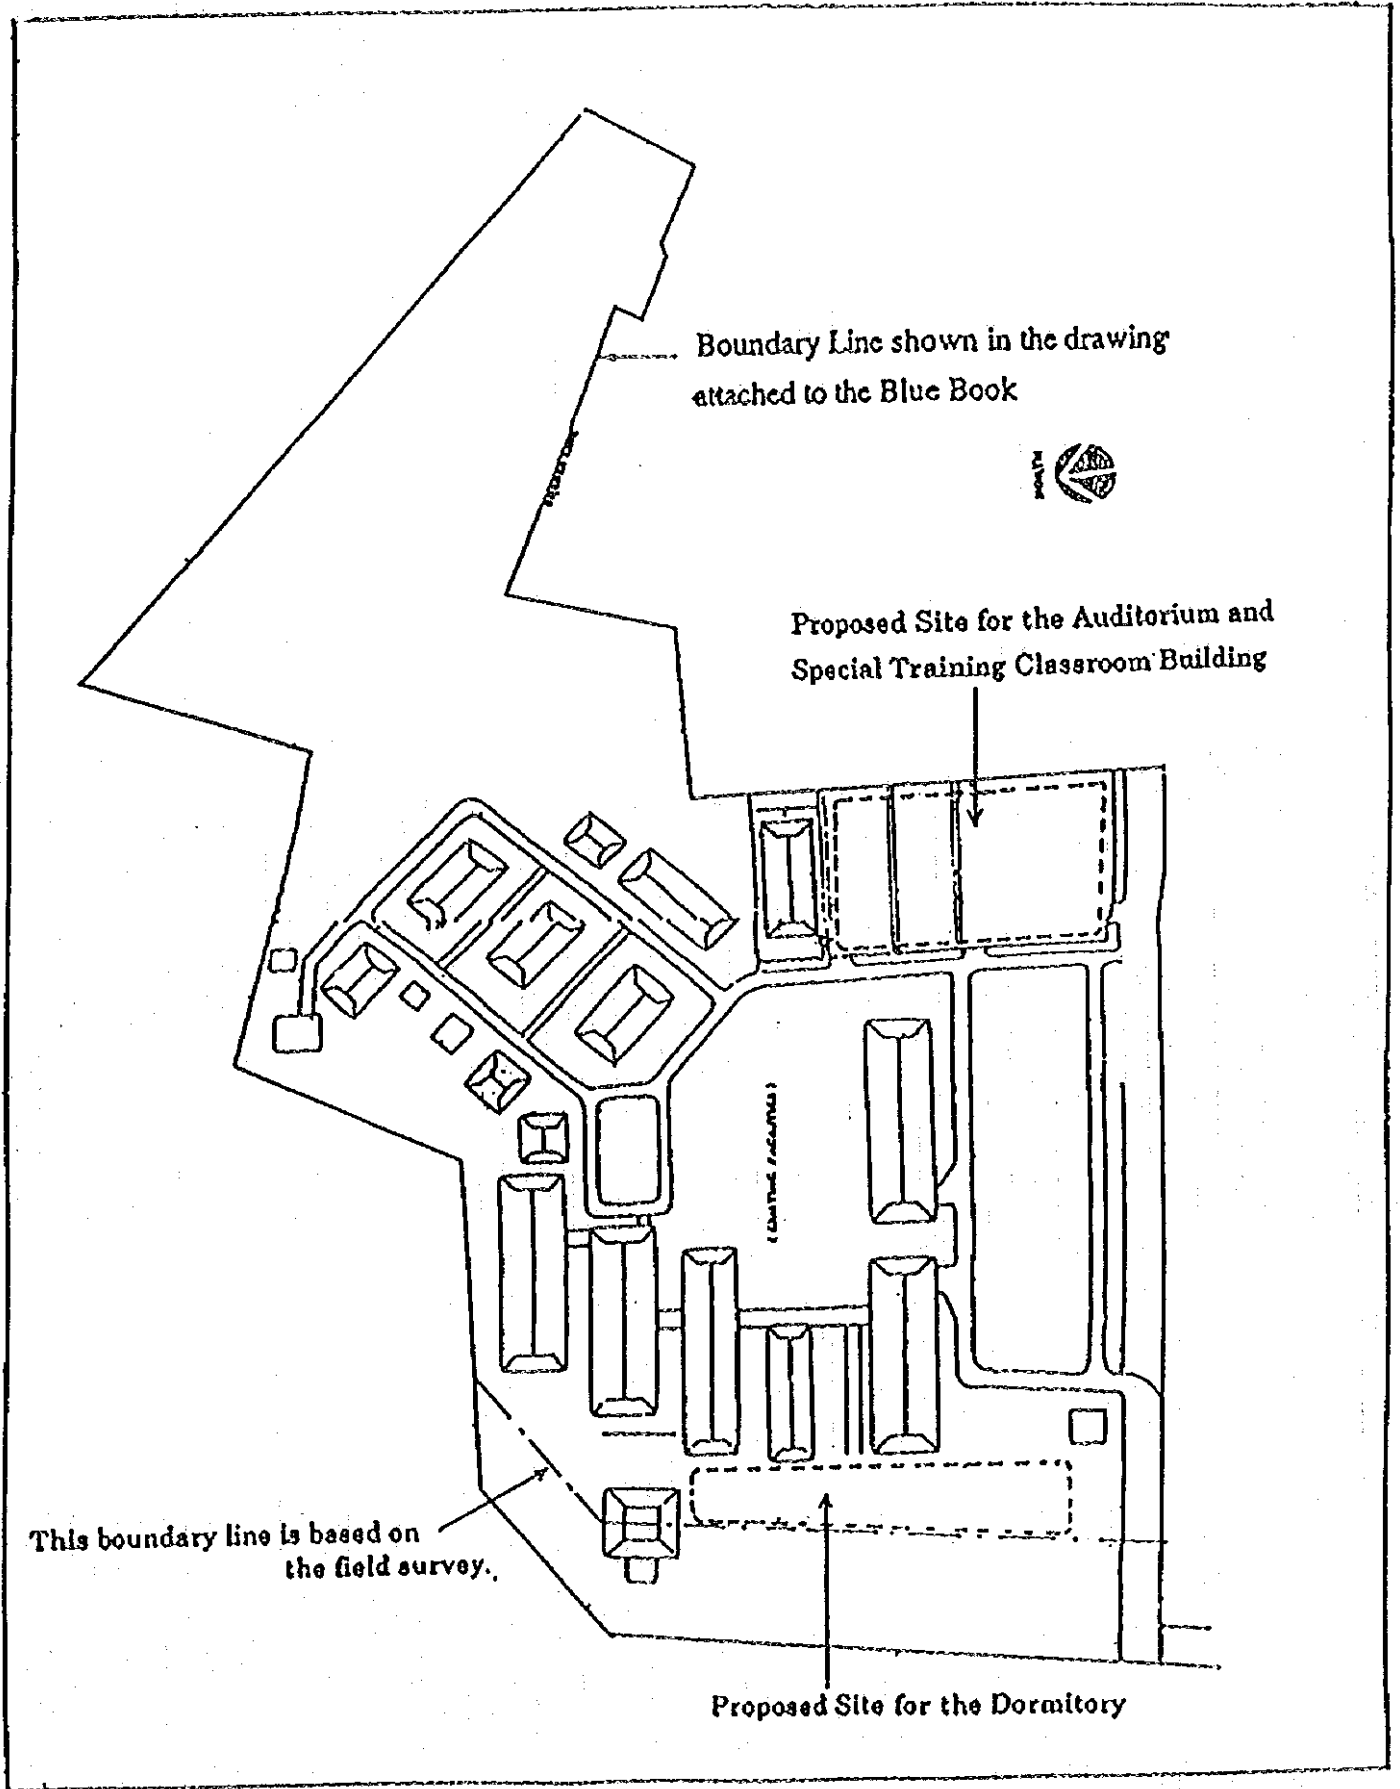 Boundary Line shown in the drawing
attached to the Blue Book
NORTH
Proposed Site for the Auditorium and
Special Training Classroom Building
This boundary line is based on
the field survey.
Proposed Site for the Dormitory